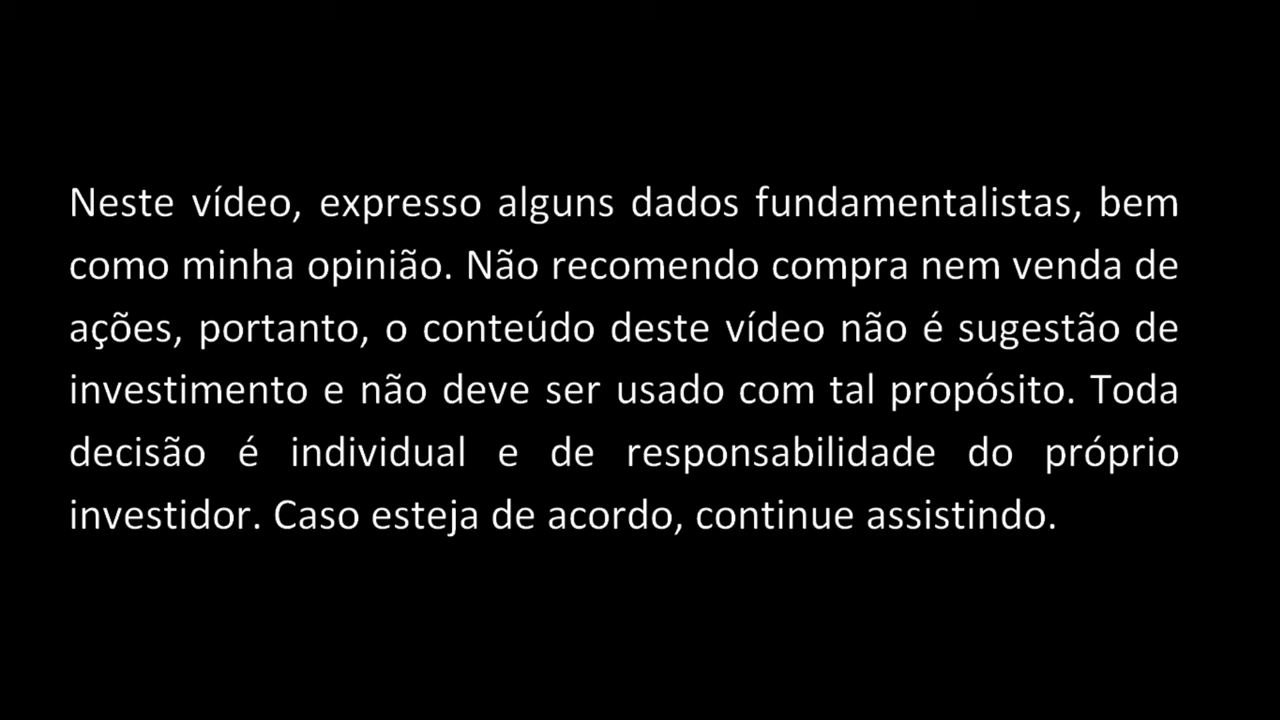 Neste vídeo, expresso alguns dados fundamentalistas, bem
como minha opinião. Não recomendo compra nem venda de
ações, portanto, o conteúdo deste vídeo não é sugestão de
investimento e não deve ser usado com tal propósito. Toda
decisão é individual e de responsabilidade do próprio
investidor. Caso esteja de acordo, continue assistindo.